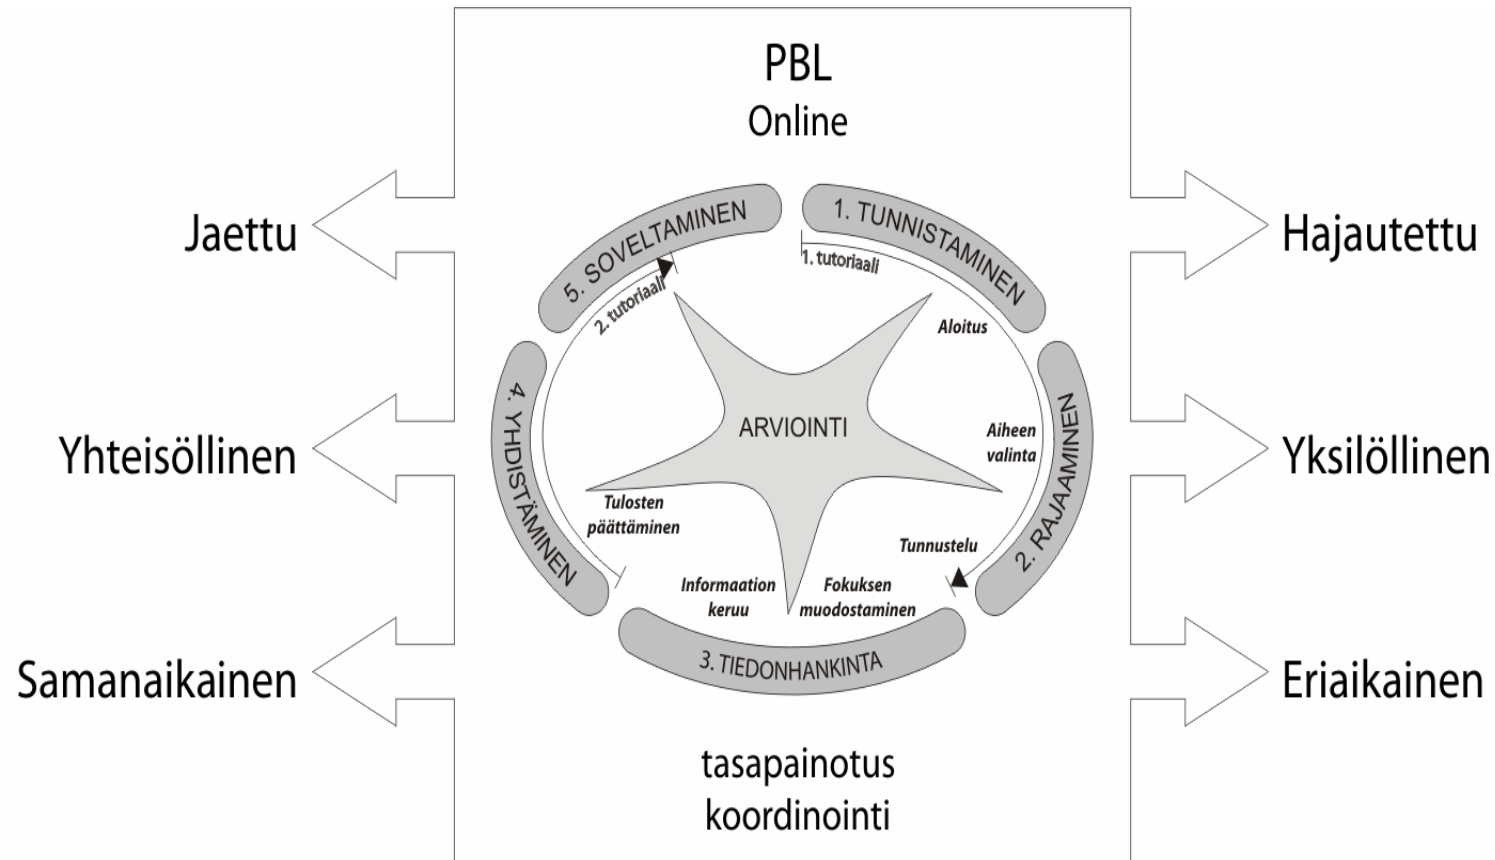 PBL
Online
Jaettu
Hajautettu
Yhteisöllinen
Yksilöllinen
Samanaikainen
Eriaikainen
1. TUNNISTAMINEN
1. tutoriaali
2. RAJAAMINEN
3. TIEDONHANKINTA
4. YHDISTÄMINEN
5. SOVELTAMINEN
2. tutoriaali
ARVIOINTI
Aloitus
Aiheen
valinta
Tunnustelu
Fokuksen
muodostaminen
Informaation
keruu
Tulosten
päättäminen
tasapainotus
koordinointi